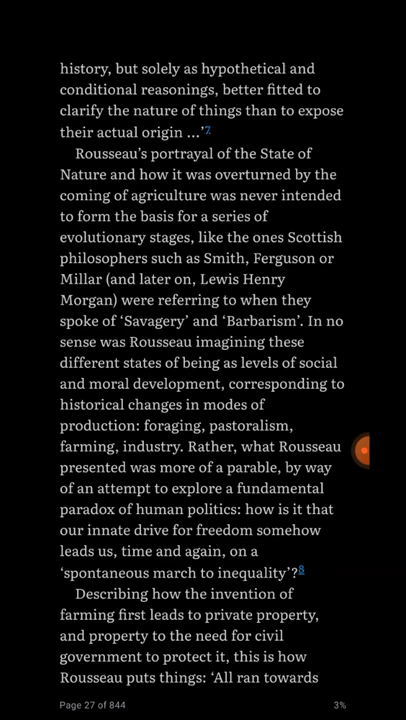 history, but solely as hypothetical and
conditional reasonings, better fitted to
clarify the nature of things than to expose
their actual origin …’7
Rousseau’s portrayal of the State of
Nature and how it was overturned by the
coming of agriculture was never intended
to form the basis for a series of
evolutionary stages, like the ones Scottish
philosophers such as Smith, Ferguson or
Millar (and later on, Lewis Henry
Morgan) were referring to when they
spoke of ‘Savagery’ and ‘Barbarism’. In no
sense was Rousseau imagining these
different states of being as levels of social
and moral development, corresponding to
historical changes in modes of
production: foraging, pastoralism,
farming, industry. Rather, what Rousseau
presented was more of a parable, by way
of an attempt to explore a fundamental
paradox of human politics: how is it that
our innate drive for freedom somehow
leads us, time and again, on a
‘spontaneous march to inequality’?8
Describing how the invention of
farming first leads to private property,
and property to the need for civil
government to protect it, this is how
Rousseau puts things: ‘All ran towards
Page 27 of 844
3%